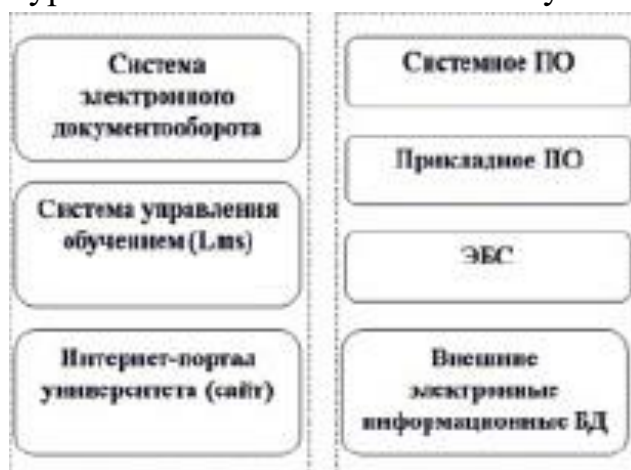 Система
электронного
документооборота
Система управления
обучением (Lms)
Интернет-портал
университета (сайт)
Системное ПО
Прикладное ПО
ЭБС
Внешние
электронные
информационные БД